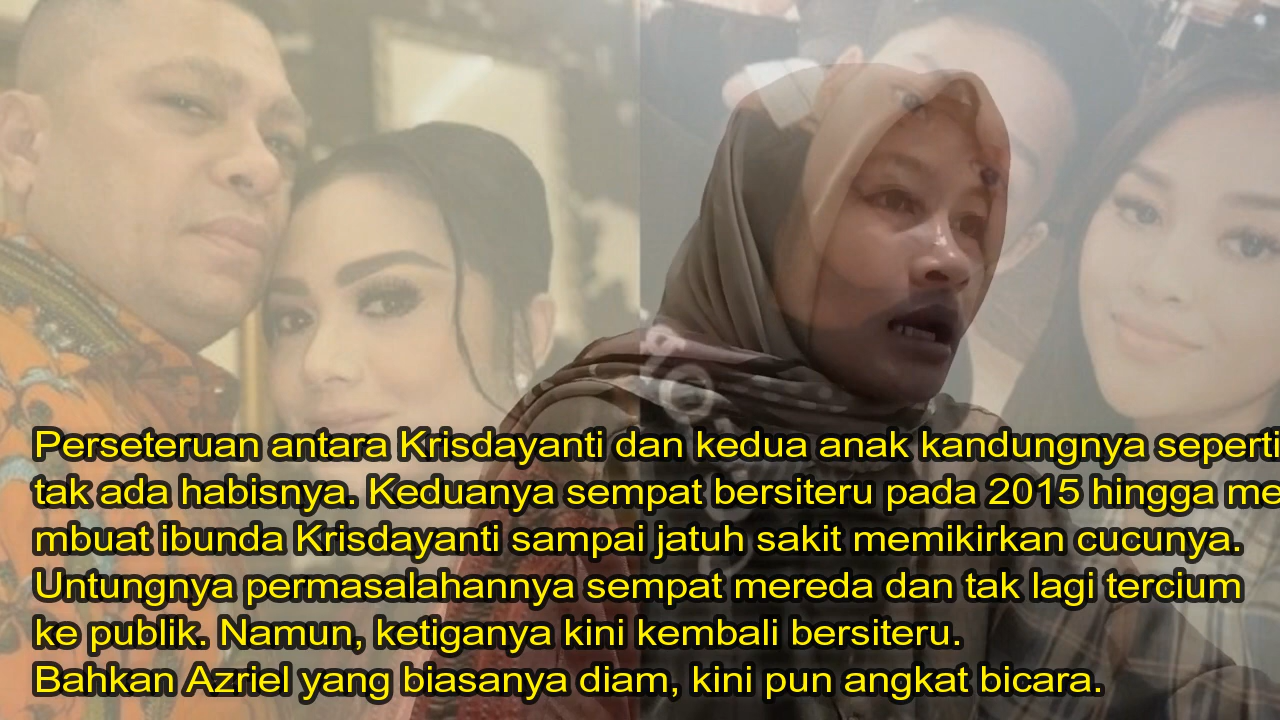 Perseteruan antara Krisdayanti dan kedua anak kandungnya seperti
tak ada habisnya. Keduanya sempat bersiteru pada 2015 hingga me
mbuat ibunda Krisdayanti sampai jatuh sakit memikirkan cucunya.
Untungnya permasalahannya sempat mereda dan tak lagi tercium
ke publik. Namun, ketiganya kini kembali bersiteru.
Bahkan Azriel yang biasanya diam, kini pun angkat bicara.